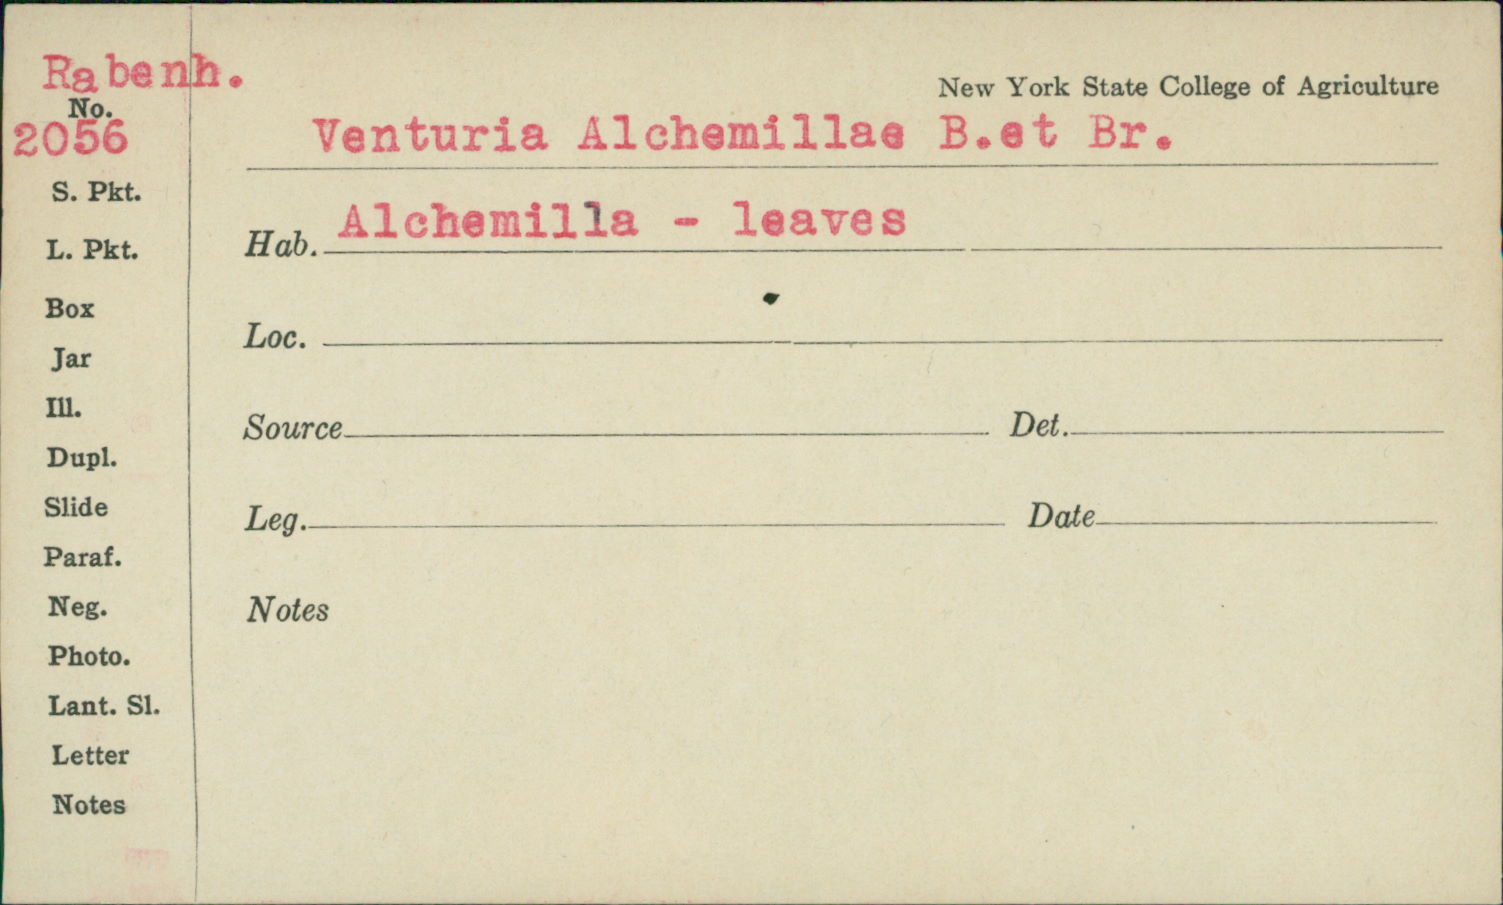 Rabenh.
No.
2056
S. Pkt.
L. Pkt.
Box
Jar
Ill.
Dupl.
Slide
Paraf.
Neg.
Photo.
Lant. Sl.
Letter
Notes
New York State College of Agriculture
Venturia Alchemillae B.et Br.
Hab. Alchemilla - leaves
Loc.
Source Det.
Leg. Date
Notes